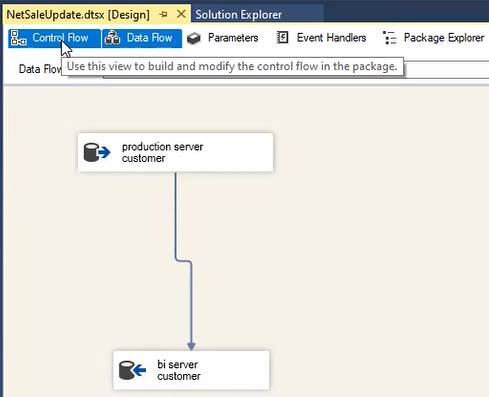 NetSaleUpdate.dtsx [Design]
Solution Explorer
Control Flow
Data Flow
Parameters
Event Handlers
Package Explorer
Data Flow
Use this view to build and modify the control flow in the package.
production server
customer
bi server
customer